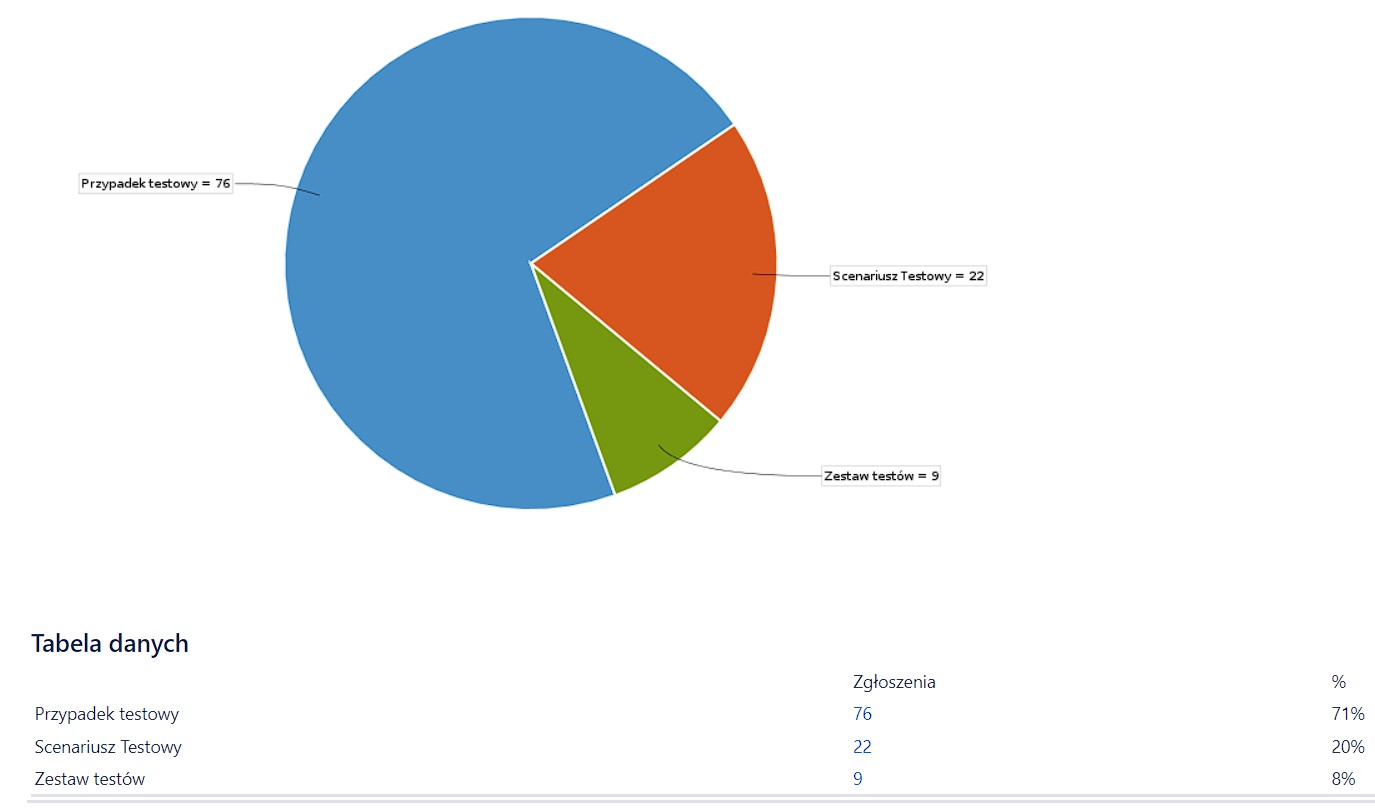 Przypadek testowy = 76
Scenariusz Testowy = 22
Zestaw testów = 9
Tabela danych
Zgłoszenia %
Przypadek testowy 76 71%
Scenariusz Testowy 22 20%
Zestaw testów 9 8%